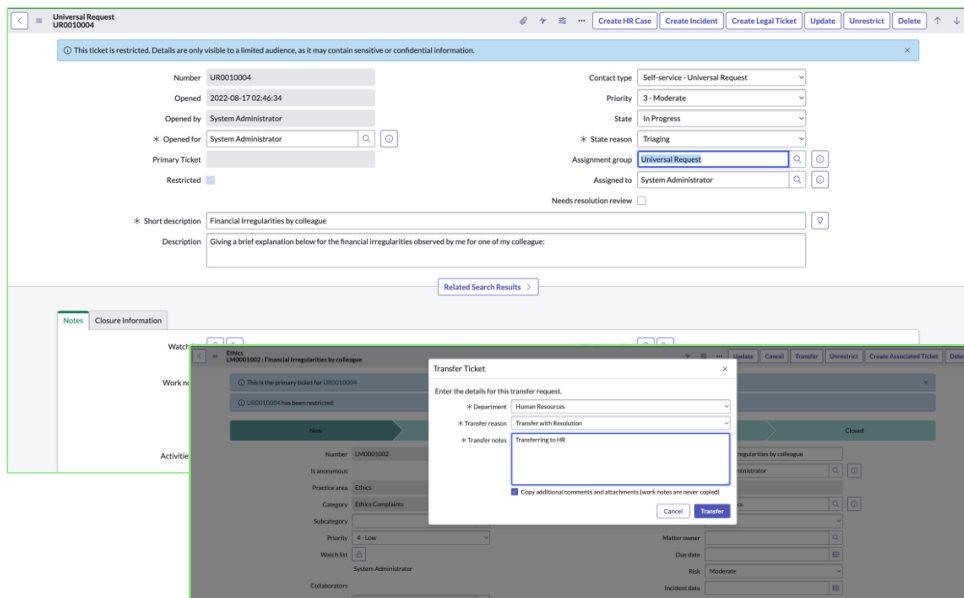 Universal Request
UR0010004
Create HR Case Create Incident Create Legal Ticket Update Unrestrict Delete
This ticket is restricted. Details are only visible to a limited audience, as it may contain sensitive or confidential information.
Number UR0010004
Opened 2022-08-17 02:46:34
Opened by System Administrator
Opened for System Administrator
Primary Ticket
Restricted
Contact type Self-service - Universal Request
Priority 3 - Moderate
State In Progress
State reason Triaging
Assignment group Universal Request
Assigned to System Administrator
Needs resolution review
Short description Financial Irregularities by colleague
Description Giving a brief explanation below for the financial irregularities observed by me for one of my colleague:
Related Search Results
Notes Closure Information
Activitie
Ethics
LM0001002 : Financial Irregularities by colleague
Update Cancel Transfer Unrestrict Create Associated Ticket Delet
This is the primary ticket for UR0010004
UR0010004 has been restricted
New
Closed
Number LM0001002
Is anonymous
Practice area Ethics
Category Ethics Complaints
Subcategory
Priority 4 - Low
Watch list
System Administrator
Collaborators
Matter owner
Due date
Risk Moderate
Incident date
Transfer Ticket
Enter the details for this transfer request.
Department Human Resources
Transfer reason Transfer with Resolution
Transfer notes Transferring to HR
Copy additional comments and attachments (work notes are never copied)
Cancel Transfer